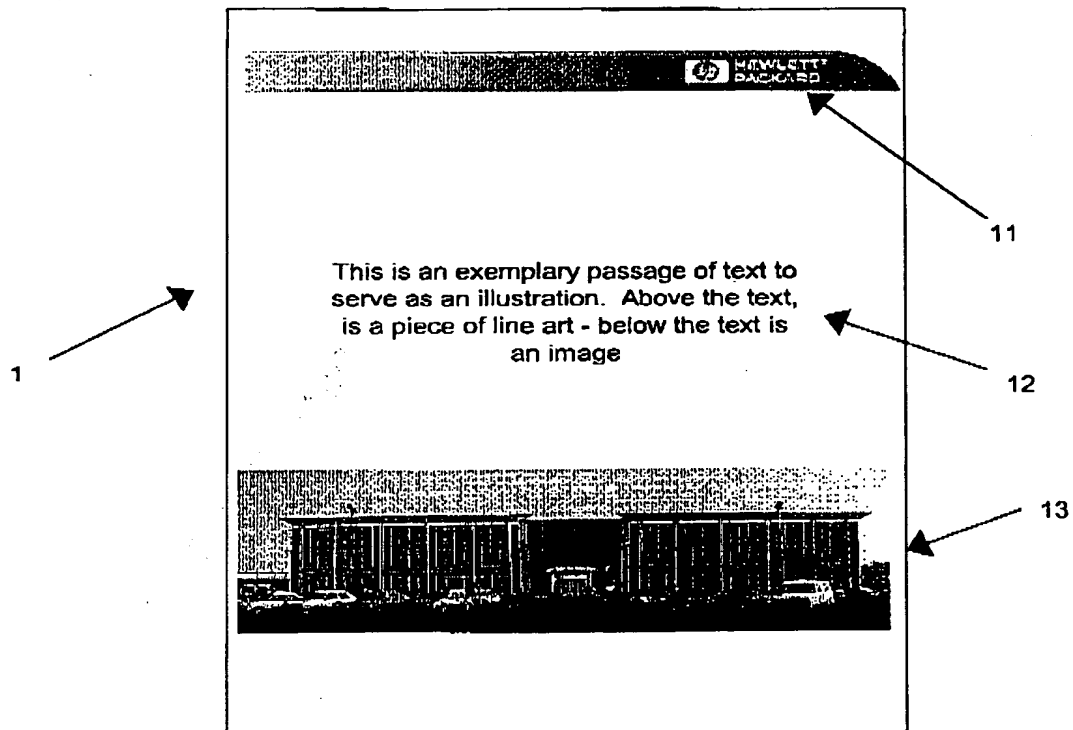 HEWLETT
PACKARD
11
This is an exemplary passage of text to
serve as an illustration. Above the text,
is a piece of line art - below the text is
an image
1
12
13